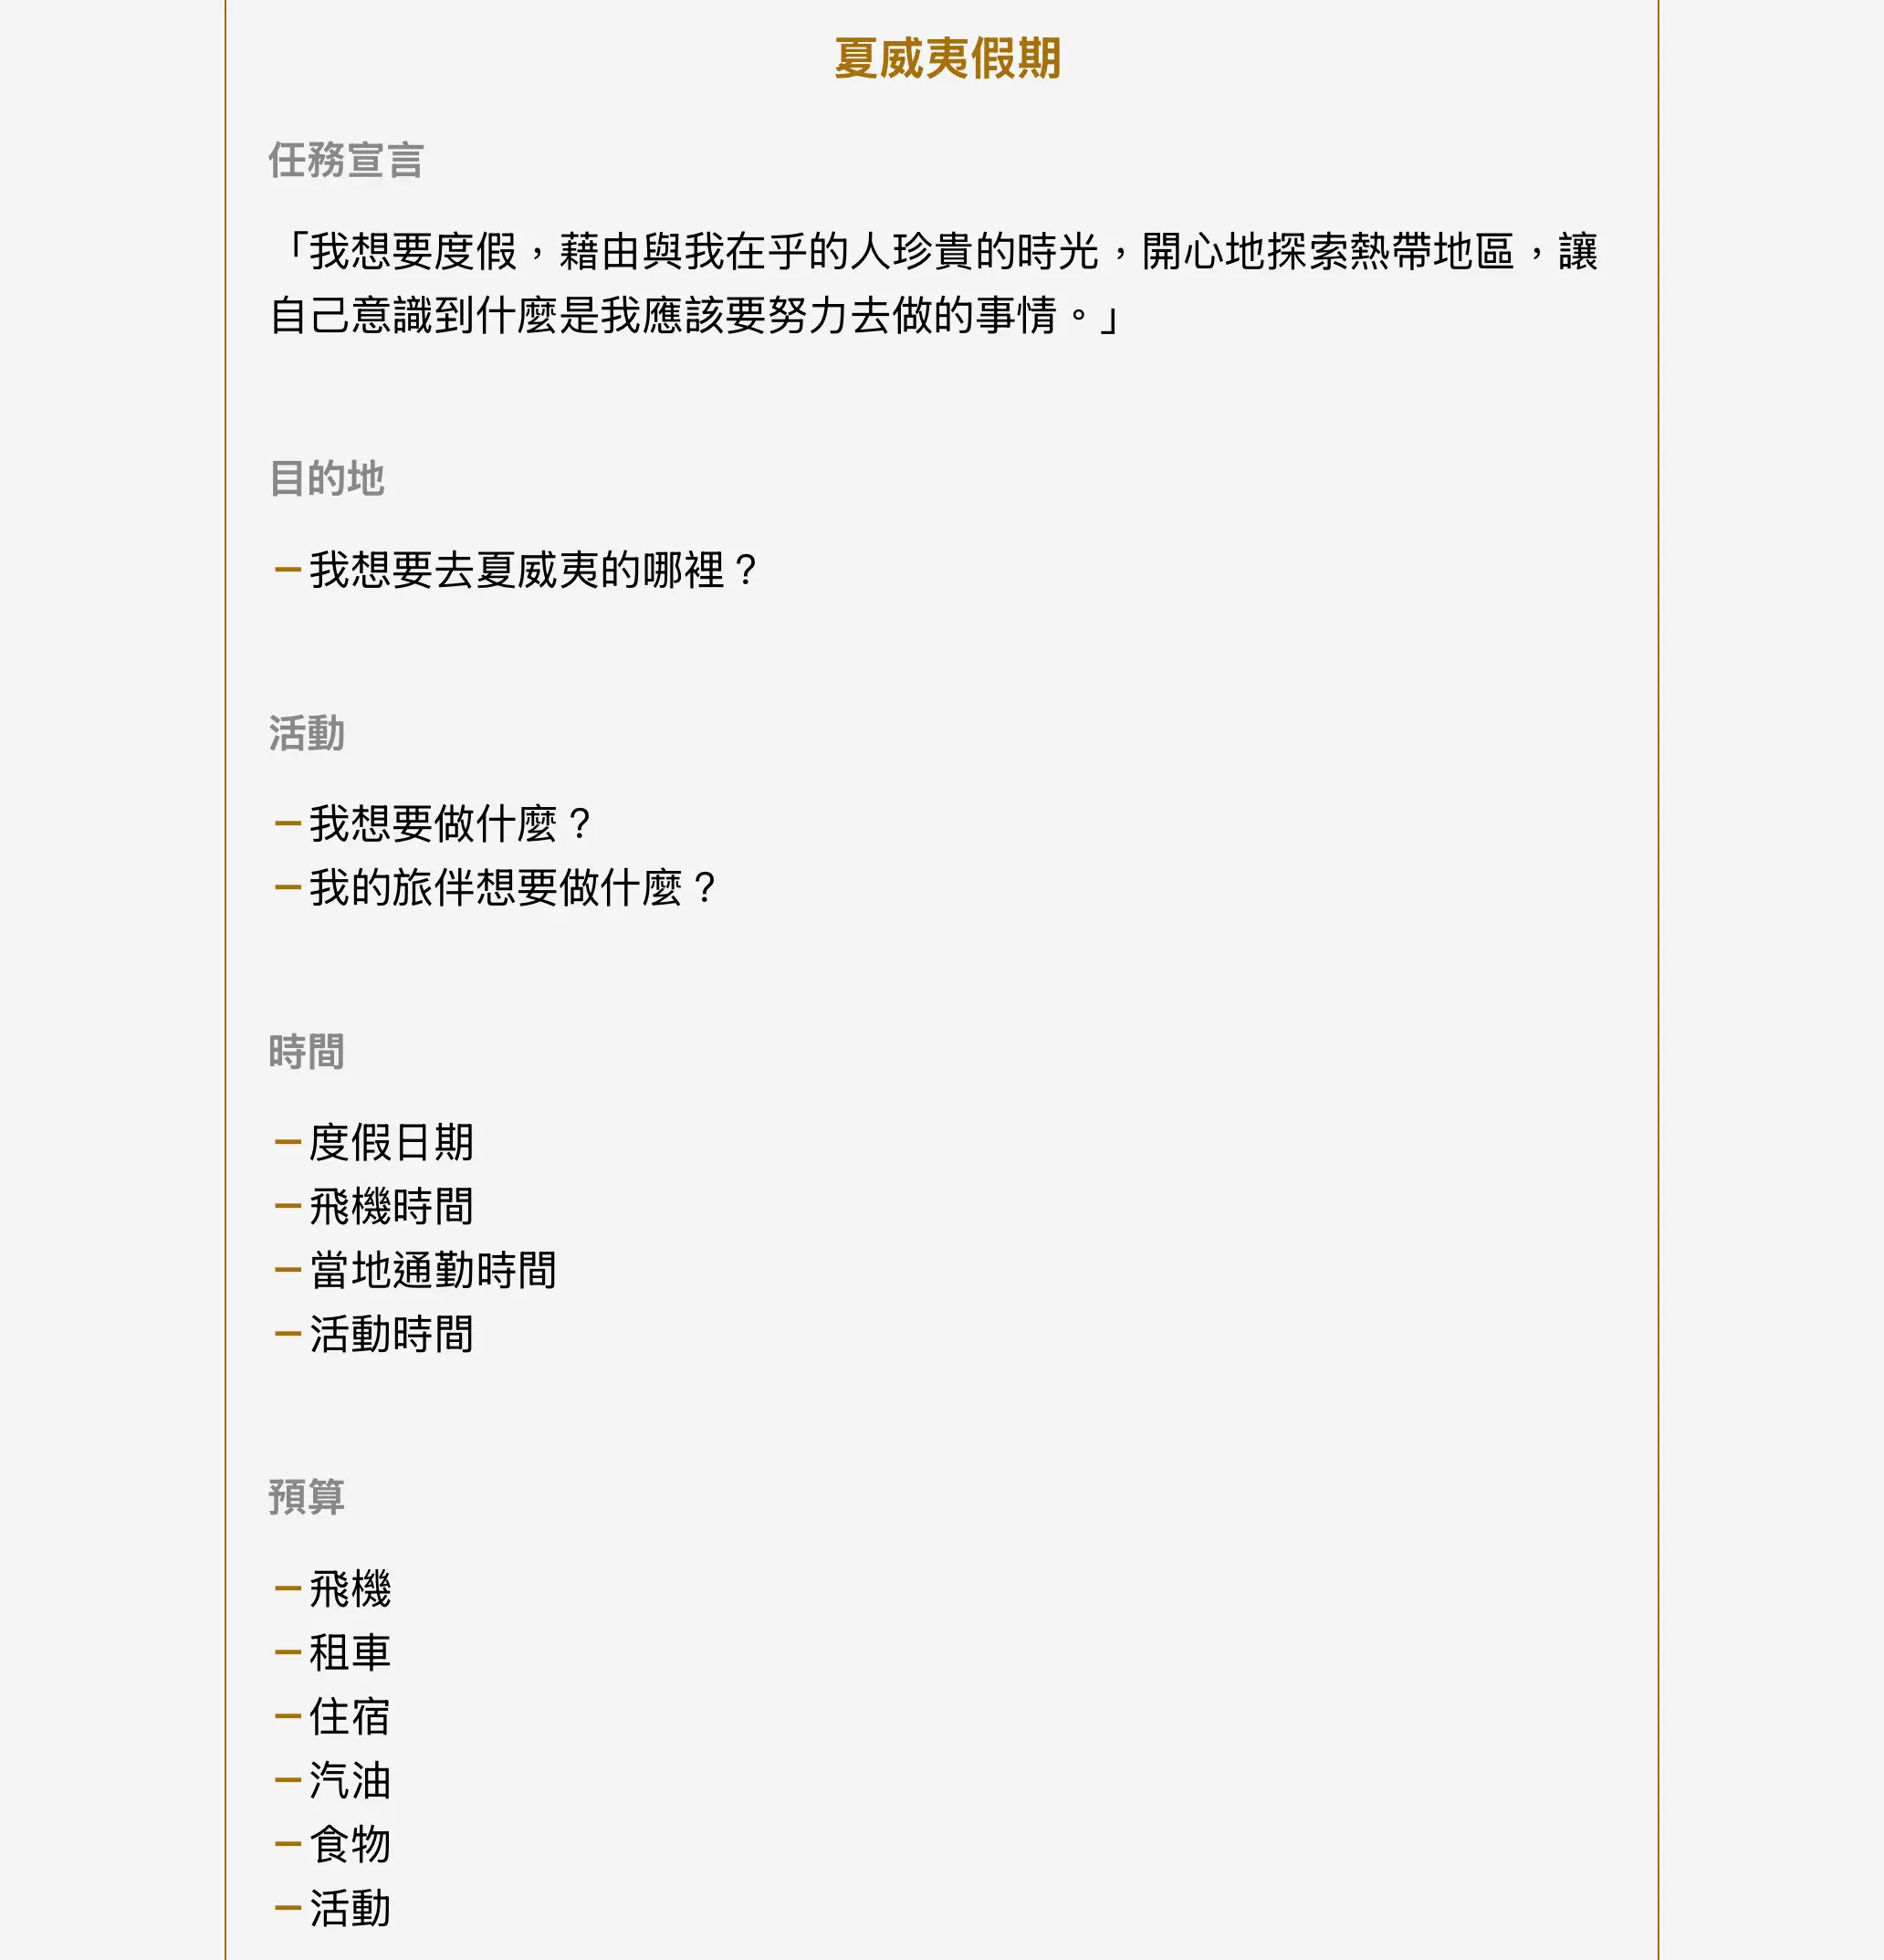 夏威夷假期
任務宣言
「我想要度假，藉由與我在乎的人珍貴的時光，開心地探索熱帶地區，讓
自己意識到什麼是我應該要努力去做的事情。」
目的地
– 我想要去夏威夷的哪裡？
活動
– 我想要做什麼？
– 我的旅伴想要做什麼？
時間
– 度假日期
– 飛機時間
– 當地通勤時間
– 活動時間
預算
– 飛機
– 租車
– 住宿
– 汽油
– 食物
– 活動